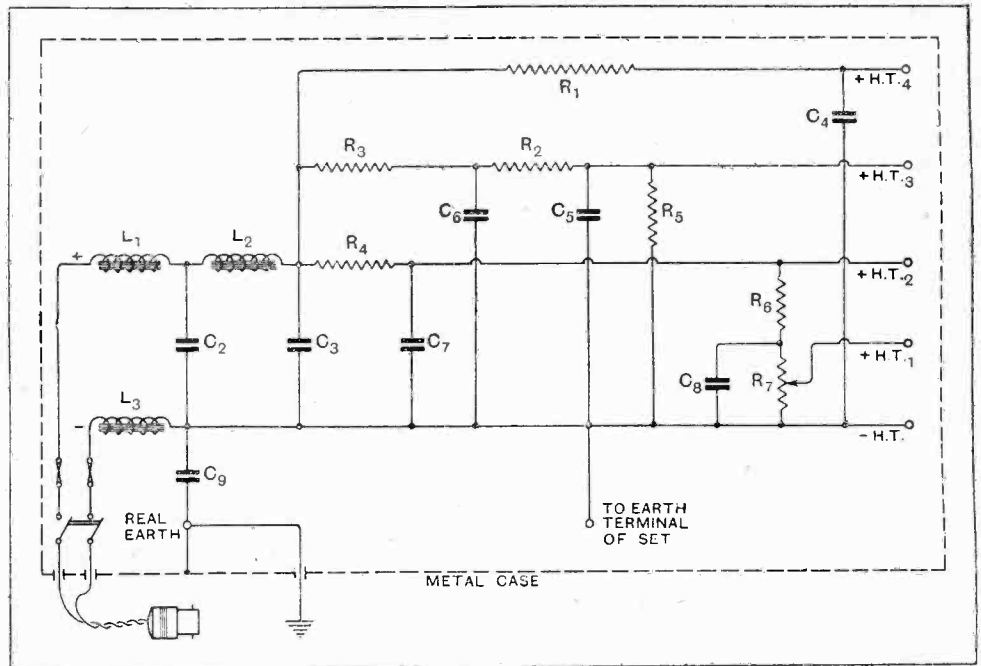 + H.T.4
R1
C4
R3
R2
+ H.T.3
C6
C5
R5
L1
L2
R4
+
+ H.T.2
R6
C2
C3
C7
+ H.T.1
C8
R7
L3
-
- H.T.
C9
REAL
EARTH
TO EARTH
TERMINAL
OF SET
METAL CASE